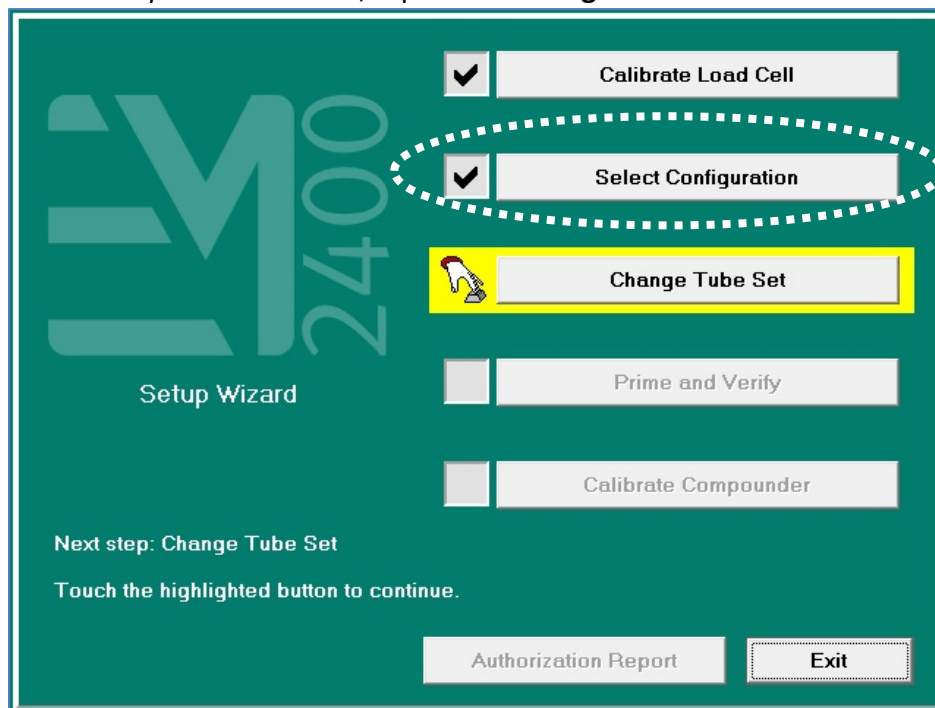 Calibrate Load Cell
Select Configuration
EM
2400
Change Tube Set
Setup Wizard
Prime and Verify
Calibrate Compounder
Next step: Change Tube Set
Touch the highlighted button to continue.
Authorization Report
Exit